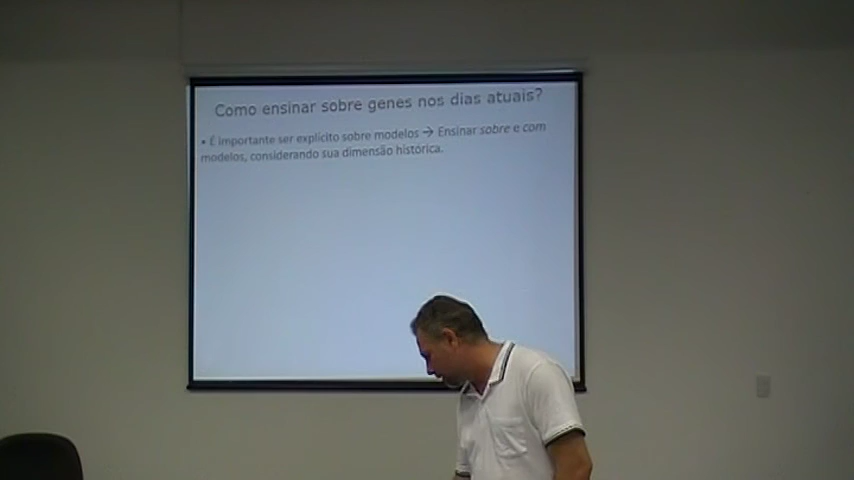 Como ensinar sobre genes nos dias atuais?
• É importante ser explícito sobre modelos → Ensinar sobre e com
modelos, considerando sua dimensão histórica.